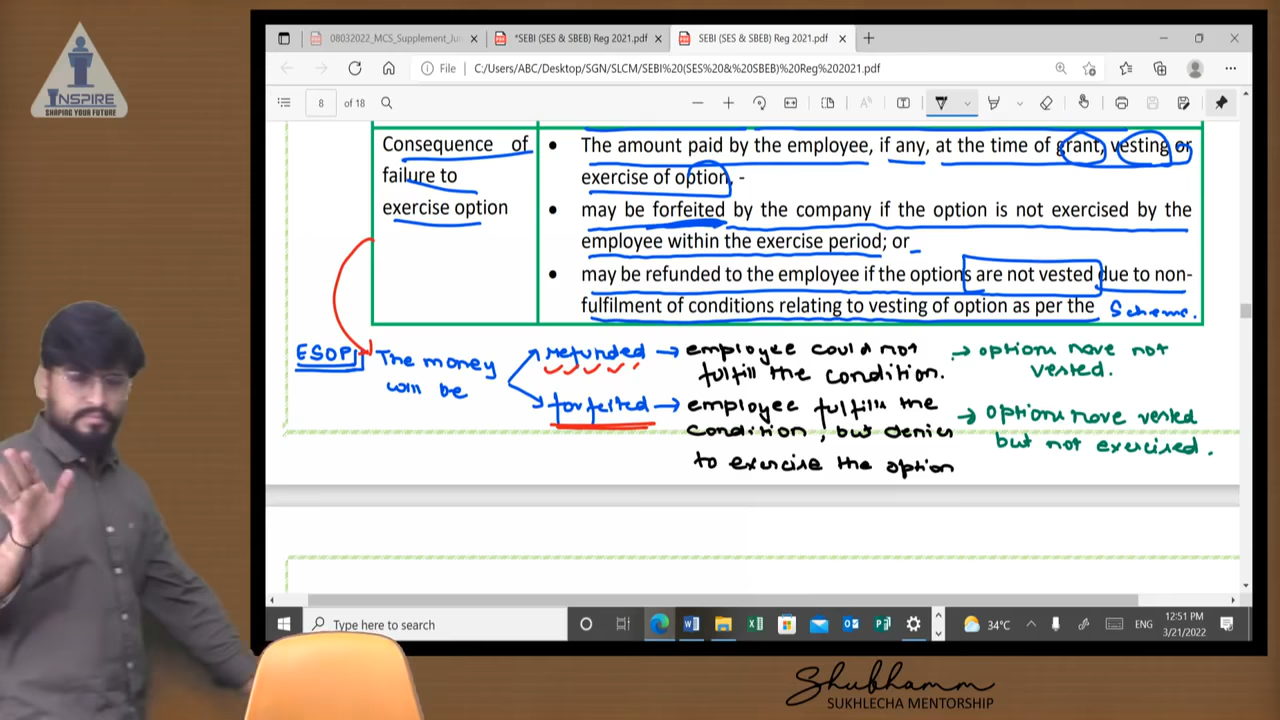 INSPIRE
SHAPING YOUR FUTURE
08032022_MCS_Supplement_Jun
*SEBI (SES & SBEB) Reg 2021.pdf
SEBI (SES & SBEB) Reg 2021.pdf
File | C:/Users/ABC/Desktop/SGN/SLCM/SEBI%20(SES%20&%20SBEB)%20Reg%202021.pdf
8 of 18
Consequence of failure to exercise option
• The amount paid by the employee, if any, at the time of grant, vesting or
exercise of option, -
• may be forfeited by the company if the option is not exercised by the
employee within the exercise period; or
• may be refunded to the employee if the options are not vested due to non-
fulfilment of conditions relating to vesting of option as per the Scheme.
ESOP
The money
will be
refunded → employee could not
fulfill the condition.
→ options have not
vested.
forfeited → employee fulfills the
condition, but denies
to exercise the option
→ options have vested
but not exercised.
Type here to search
34°C
ENG
12:51 PM
3/21/2022
Shubhamm
SUKHLECHA MENTORSHIP